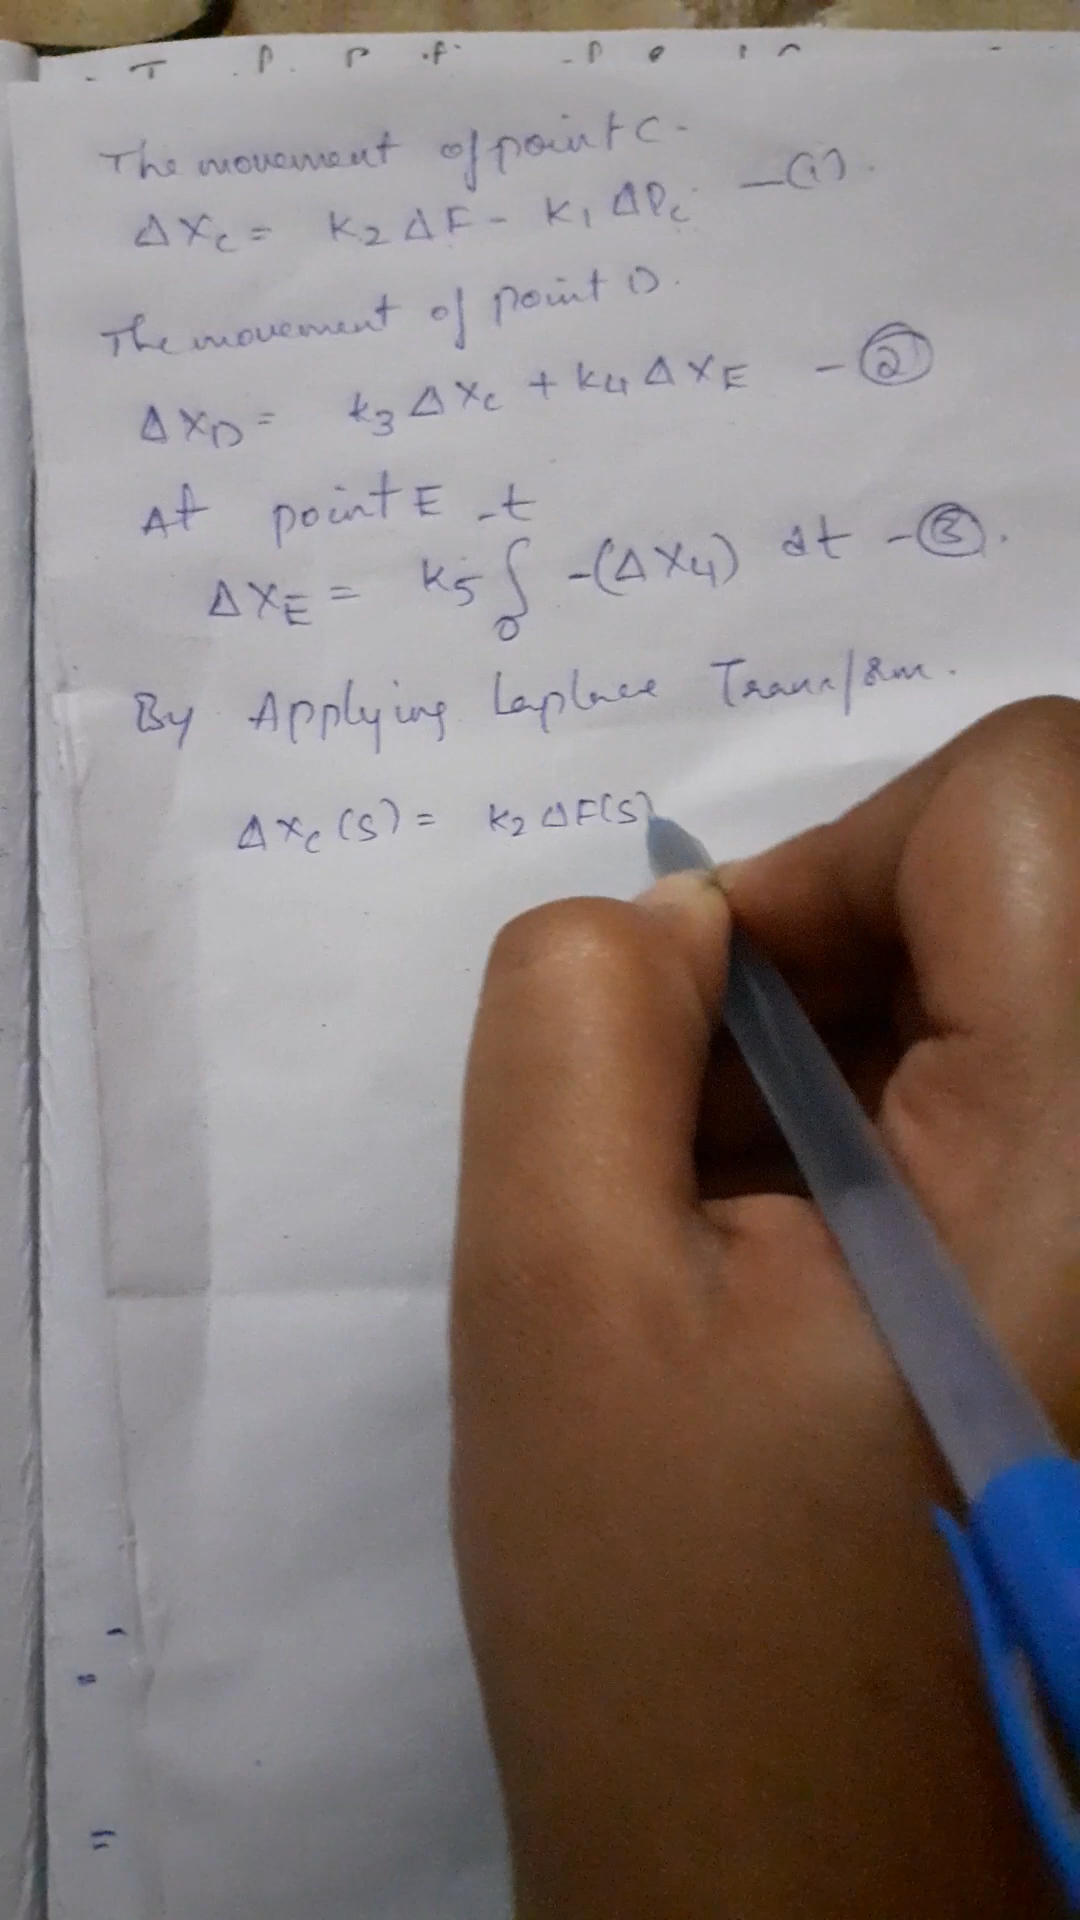 The movement of point C -
ΔXc = K2 ΔF - K1 ΔPc -(1).
The movement of point D.
ΔXD = K3 ΔXc + K4 ΔXE - (2)
At point E
ΔXE = K5 ∫₀ᵗ -(ΔX4) dt - (3).
By Applying Laplace Transform.
ΔXc(s) = K2 ΔF(s)